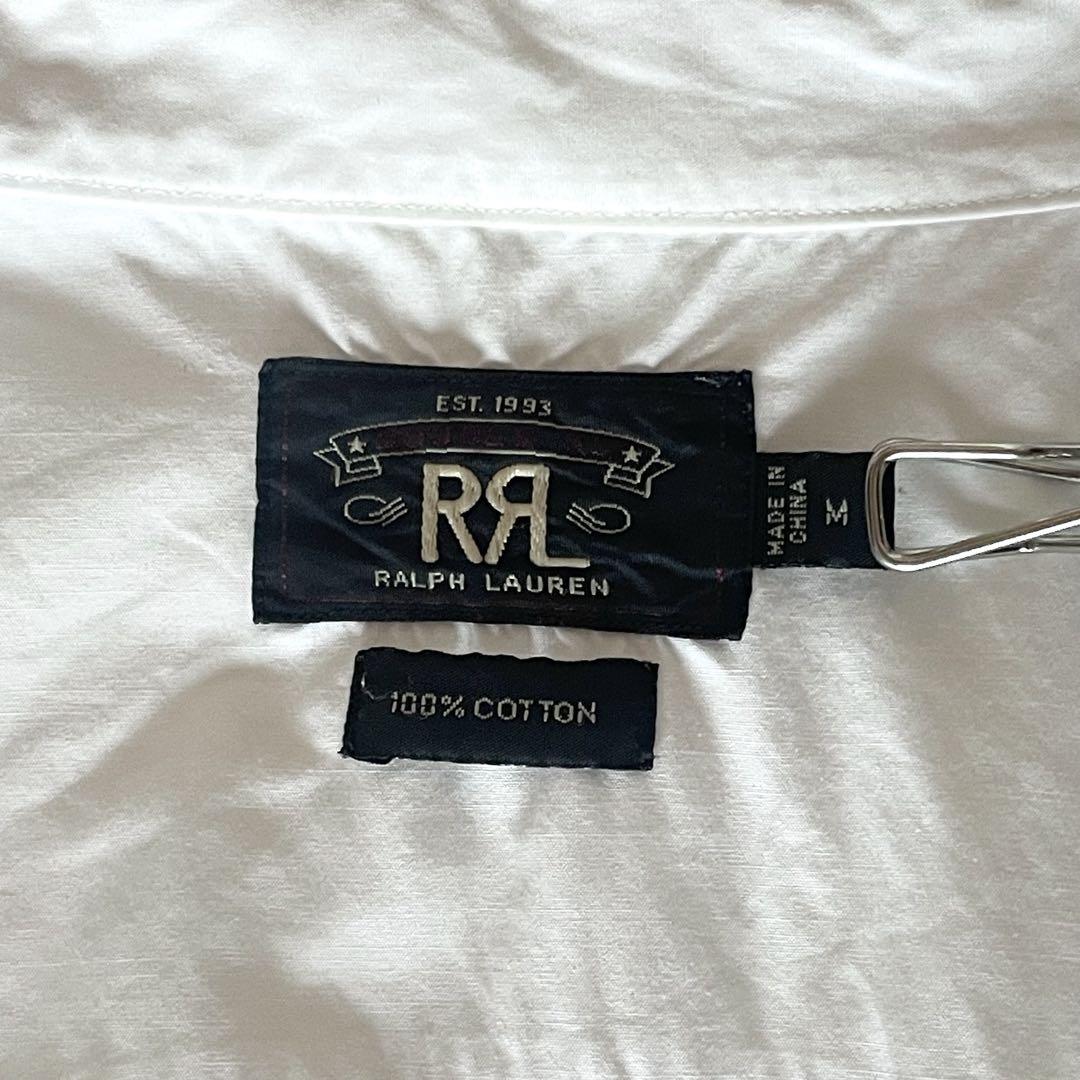 EST. 1993
RRL
RALPH LAUREN
MADE IN
CHINA
M
100% COTTON